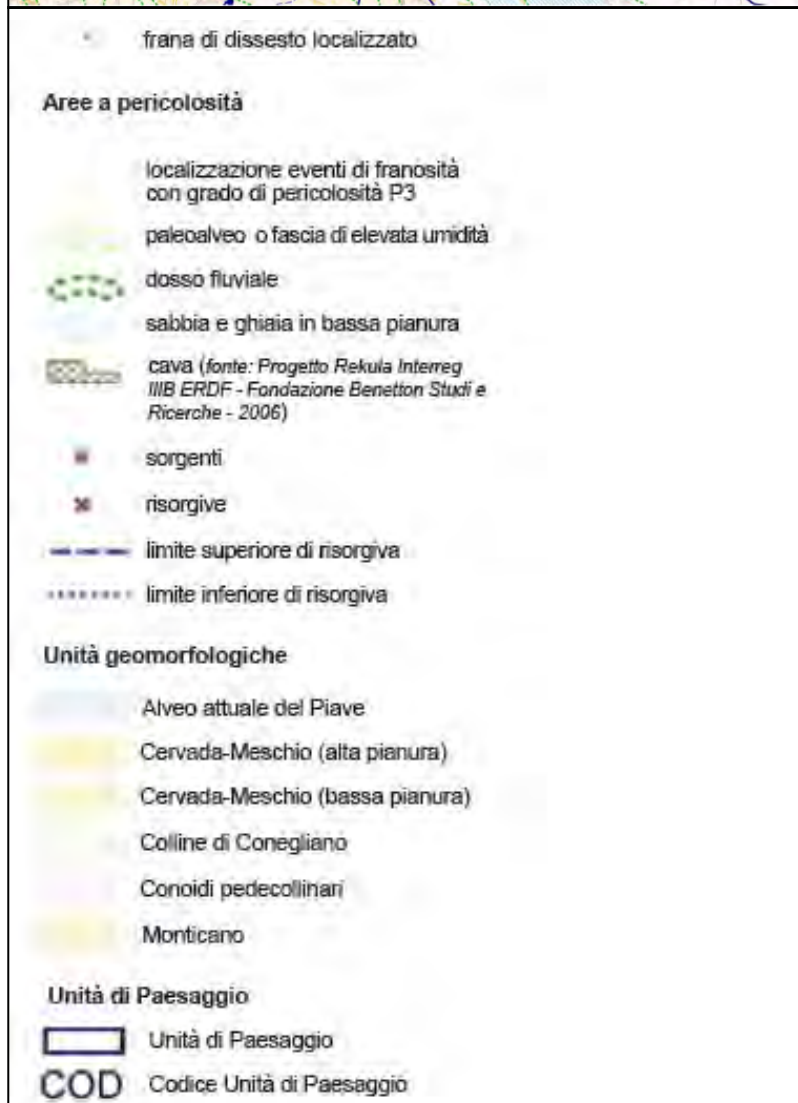 frana di dissesto localizzato
Aree a pericolosità
localizzazione eventi di franosità
con grado di pericolosità P3
paleoalveo o fascia di elevata umidità
dosso fluviale
sabbia e ghiaia in bassa pianura
cava (fonte: Progetto Rekula Interreg
IIIB ERDF - Fondazione Benetton Studi e
Ricerche - 2006)
sorgenti
risorgive
limite superiore di risorgiva
limite inferiore di risorgiva
Unità geomorfologiche
Alveo attuale del Piave
Cervada-Meschio (alta pianura)
Cervada-Meschio (bassa pianura)
Colline di Conegliano
Conoidi pedecollinari
Monticano
Unità di Paesaggio
Unità di Paesaggio
COD Codice Unità di Paesaggio